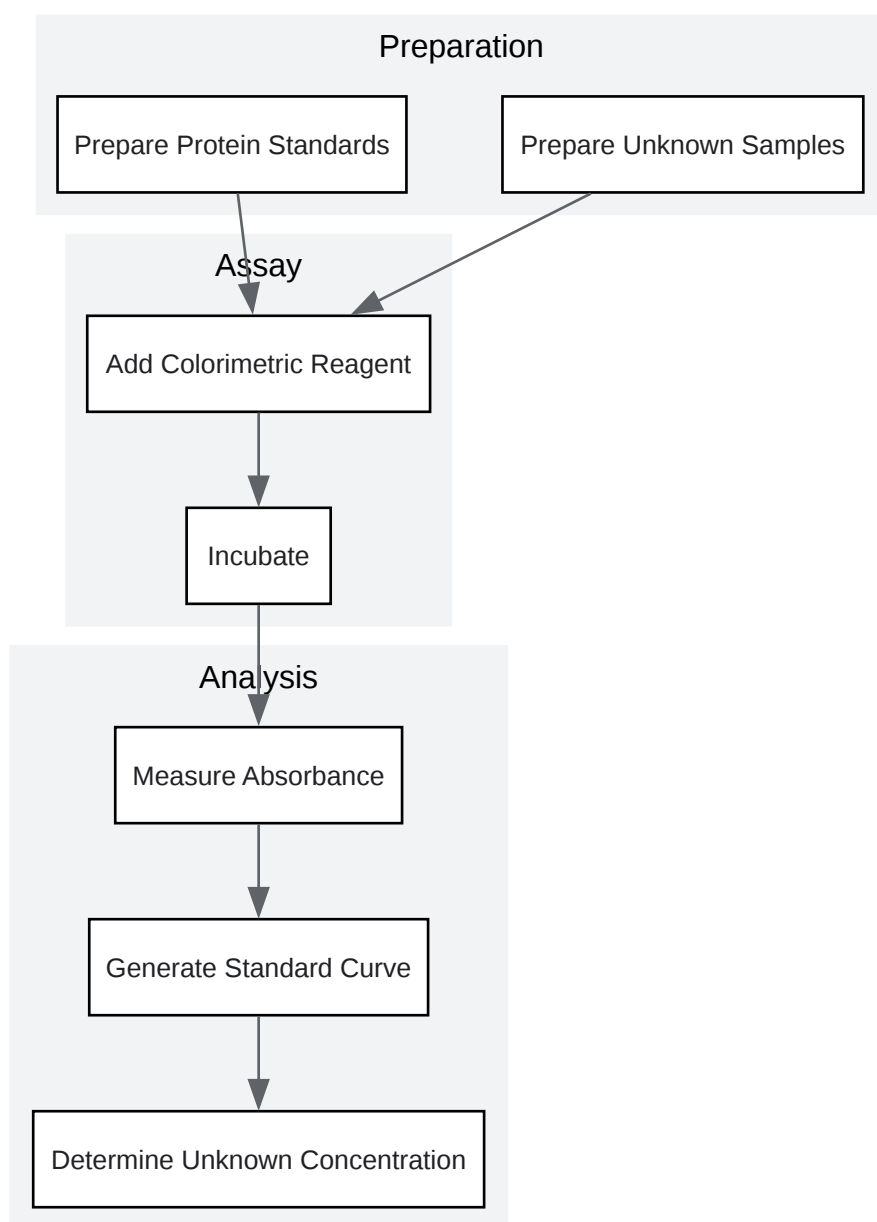 Preparation
Prepare Protein Standards
Prepare Unknown Samples
Assay
Add Colorimetric Reagent
Incubate
Analysis
Measure Absorbance
Generate Standard Curve
Determine Unknown Concentration